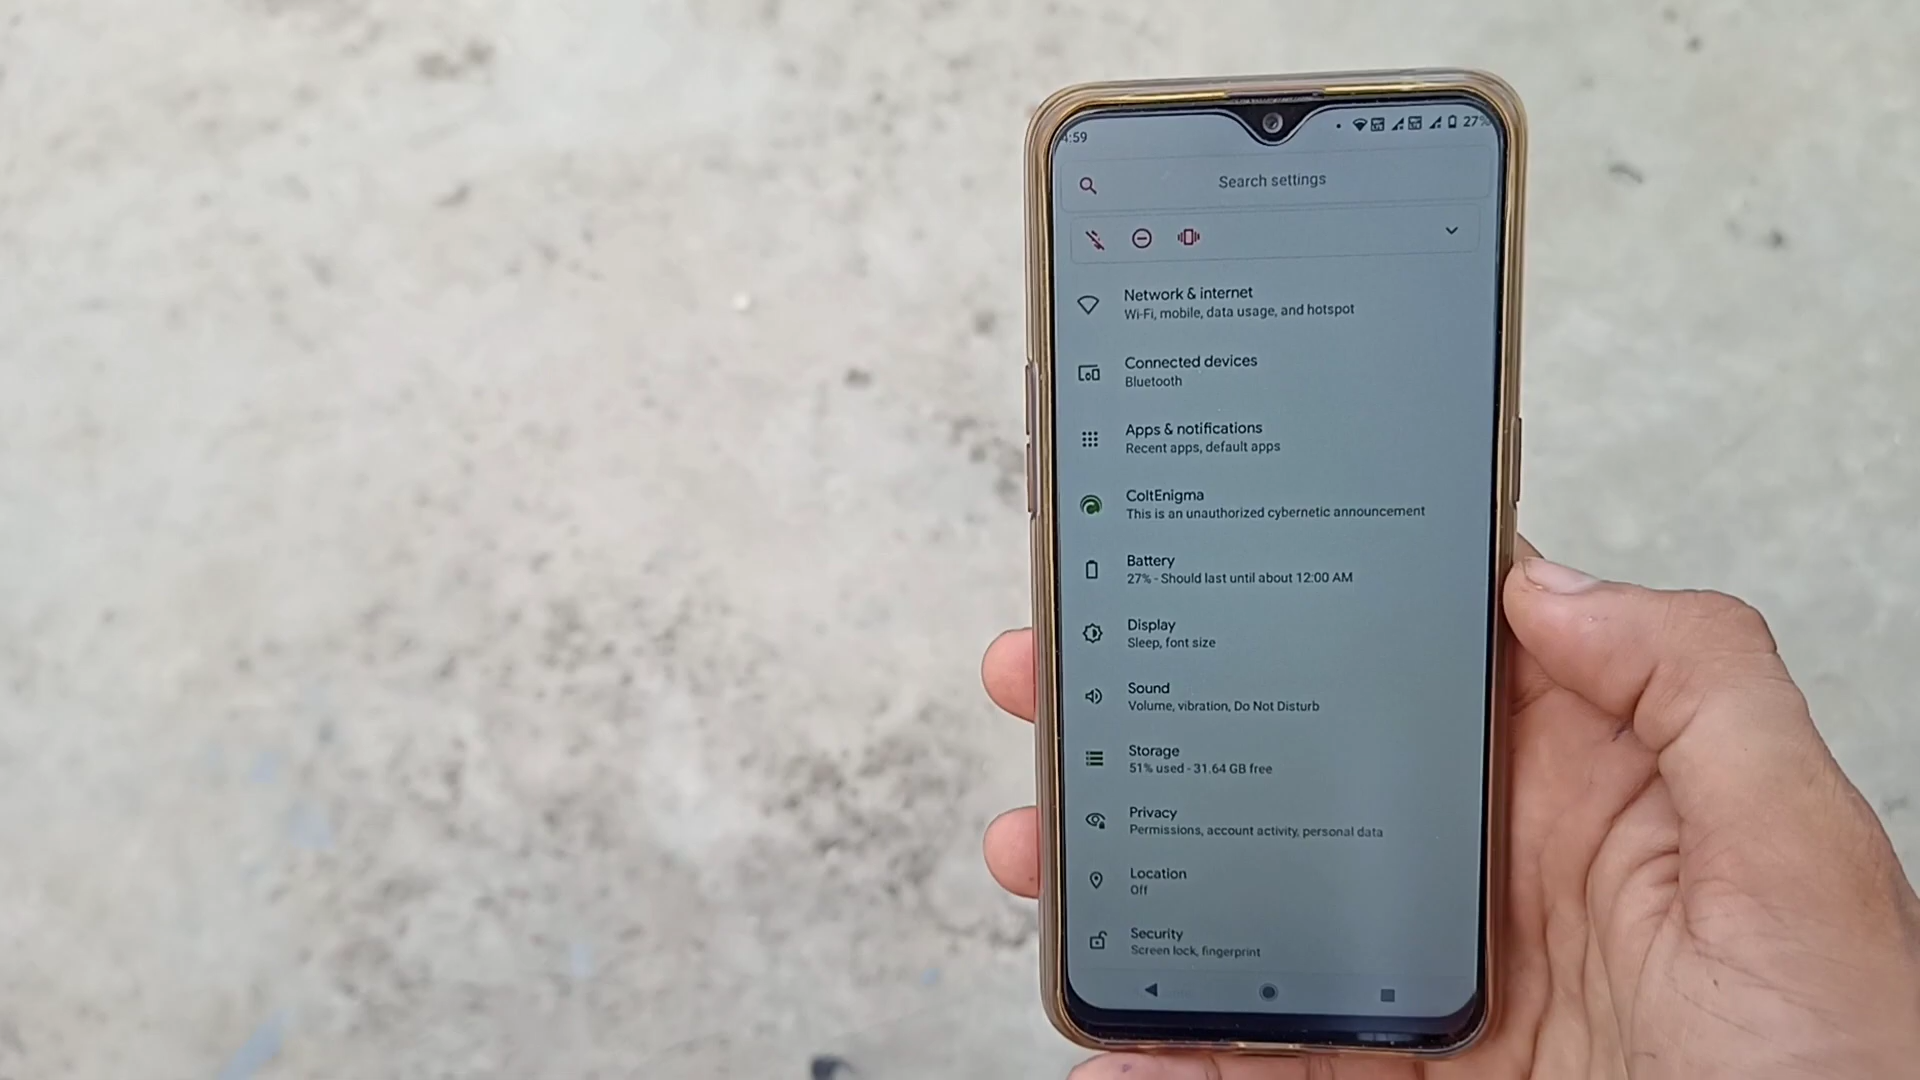 4:59
27%
Search settings
Network & internet
Wi-Fi, mobile, data usage, and hotspot
Connected devices
Bluetooth
Apps & notifications
Recent apps, default apps
ColtEnigma
This is an unauthorized cybernetic announcement
Battery
27% - Should last until about 12:00 AM
Display
Sleep, font size
Sound
Volume, vibration, Do Not Disturb
Storage
51% used - 31.64 GB free
Privacy
Permissions, account activity, personal data
Location
Off
Security
Screen lock, fingerprint